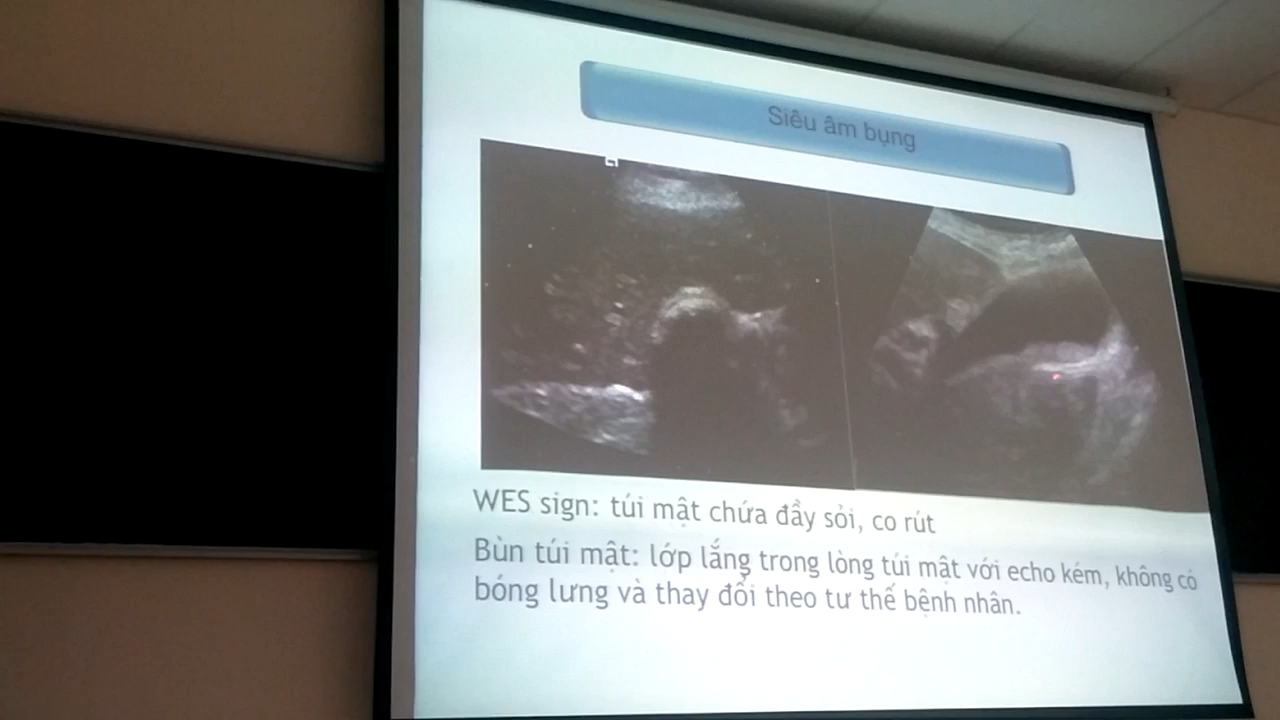 Siêu âm bụng
WES sign: túi mật chứa đầy sỏi, co rút
Bùn túi mật: lớp lắng trong lòng túi mật với echo kém, không có
bóng lưng và thay đổi theo tư thế bệnh nhân.